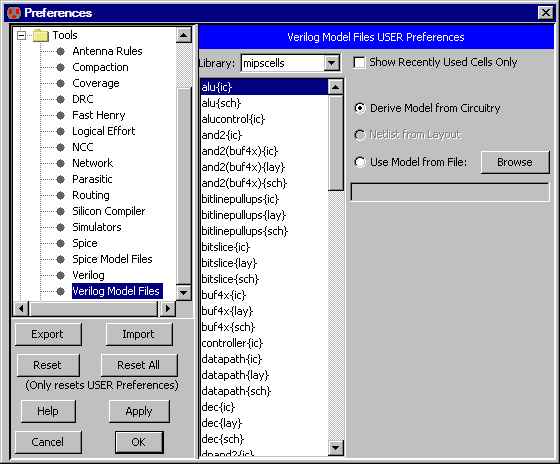 Preferences
Tools
Antenna Rules
Compaction
Coverage
DRC
Fast Henry
Logical Effort
NCC
Network
Parasitic
Routing
Silicon Compiler
Simulators
Spice
Spice Model Files
Verilog
Verilog Model Files
Export
Import
Reset
Reset All
(Only resets USER Preferences)
Help
Apply
Cancel
OK
Verilog Model Files USER Preferences
Library:
mipscells
Show Recently Used Cells Only
alu{ic}
alu{sch}
alucontrol{ic}
and2{ic}
and2(buf4x){ic}
and2(buf4x){lay}
and2(buf4x){sch}
bitlinepullups{ic}
bitlinepullups{lay}
bitlinepullups{sch}
bitslice{ic}
bitslice{lay}
bitslice{sch}
buf4x{ic}
buf4x{lay}
buf4x{sch}
controller{ic}
datapath{ic}
datapath{lay}
datapath{sch}
dec{ic}
dec{lay}
dec{sch}
dpnand2{ic}
Derive Model from Circuitry
Netlist from Layout
Use Model from File:
Browse